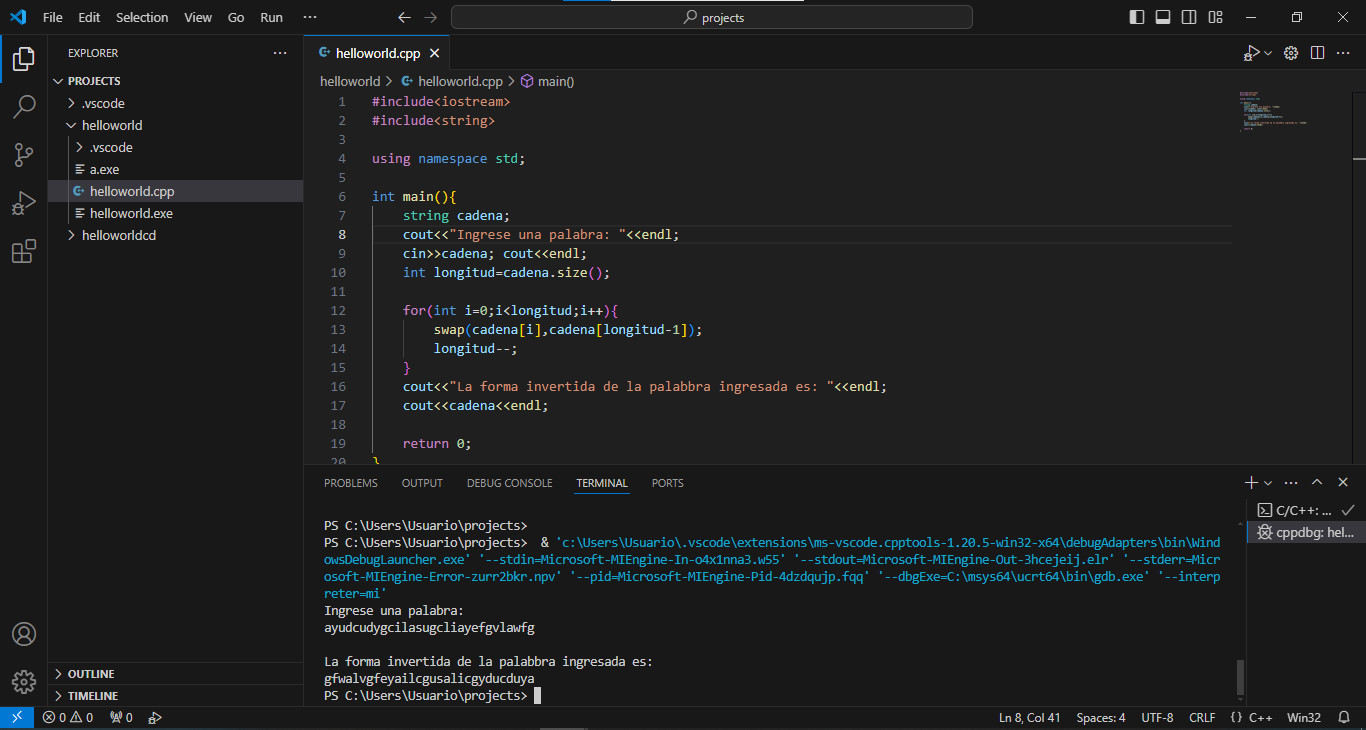 File Edit Selection View Go Run ···
projects
EXPLORER ···
PROJECTS
.vscode
helloworld
.vscode
a.exe
helloworld.cpp
helloworld.exe
helloworldcd
OUTLINE
TIMELINE
helloworld.cpp
helloworld > helloworld.cpp > main()
1 #include<iostream>
2 #include<string>
3
4 using namespace std;
5
6 int main(){
7 string cadena;
8 cout<<"Ingrese una palabra: "<<endl;
9 cin>>cadena; cout<<endl;
10 int longitud=cadena.size();
11
12 for(int i=0;i<longitud;i++){
13 swap(cadena[i],cadena[longitud-1]);
14 longitud--;
15 }
16 cout<<"La forma invertida de la palabbra ingresada es: "<<endl;
17 cout<<cadena<<endl;
18
19 return 0;
20 }
PROBLEMS OUTPUT DEBUG CONSOLE TERMINAL PORTS
PS C:\Users\Usuario\projects>
PS C:\Users\Usuario\projects> & 'c:\Users\Usuario\.vscode\extensions\ms-vscode.cpptools-1.20.5-win32-x64\debugAdapters\bin\Wind
owsDebugLauncher.exe' '--stdin=Microsoft-MIEngine-In-o4x1nna3.w55' '--stdout=Microsoft-MIEngine-Out-3hcejeij.elr' '--stderr=Micr
osoft-MIEngine-Error-zurr2bkr.npv' '--pid=Microsoft-MIEngine-Pid-4dzdqujp.fqq' '--dbgExe=C:\msys64\ucrt64\bin\gdb.exe' '--interp
reter=mi'
Ingrese una palabra:
ayudcudygcilasugcliayefgvlawfg

La forma invertida de la palabbra ingresada es:
gfwalvgfeyailcgusalicgyducduya
PS C:\Users\Usuario\projects>
C/C++: ...
cppdbg: hel...
0 0 0 Ln 8, Col 41 Spaces: 4 UTF-8 CRLF {} C++ Win32